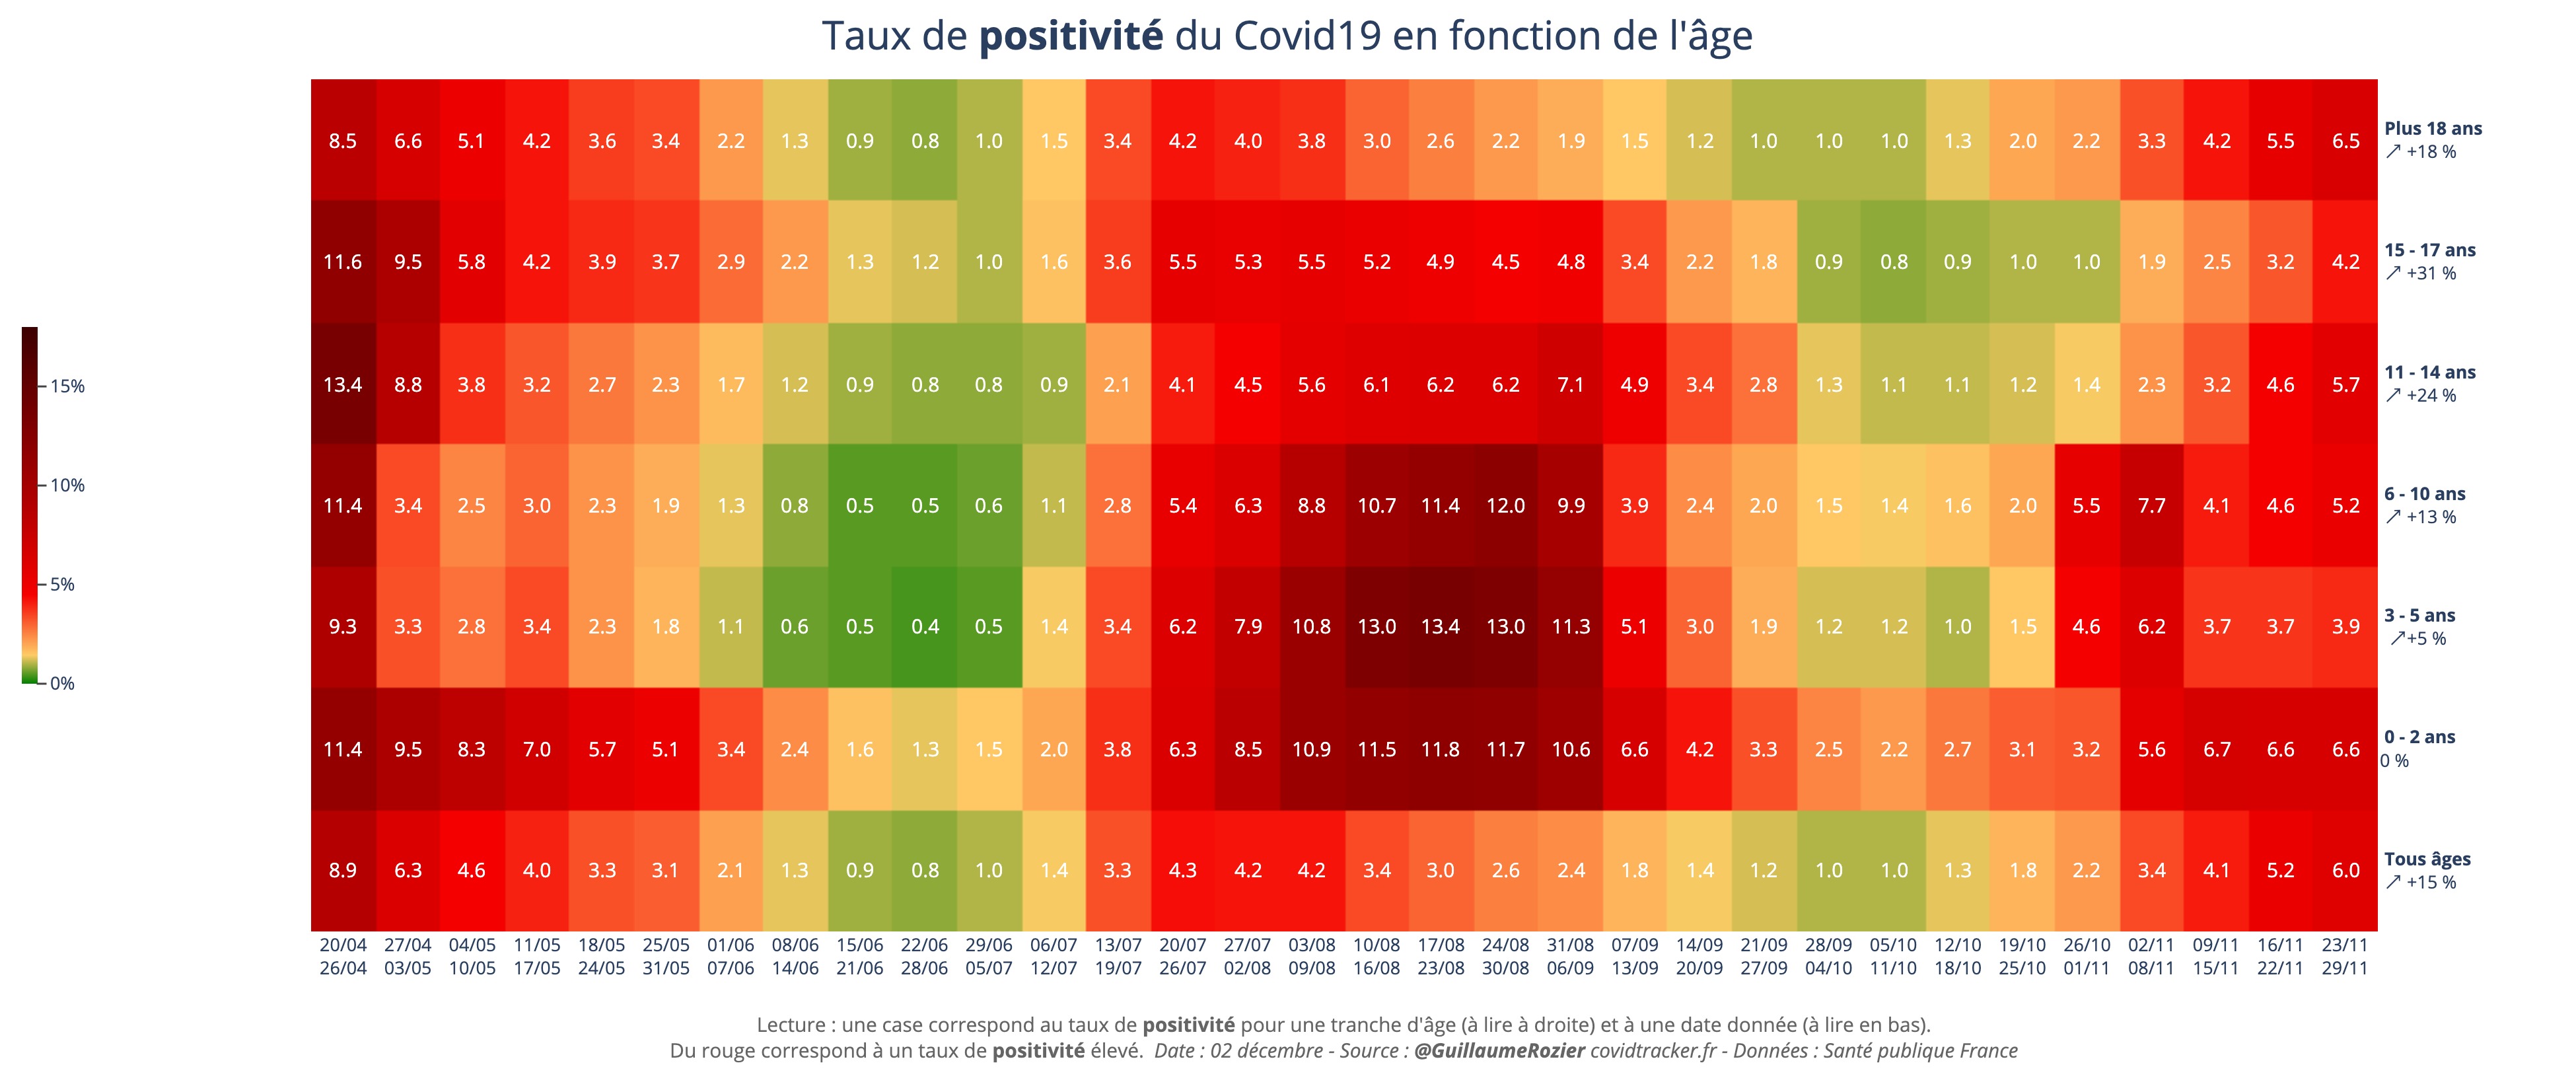 Taux de positivité du Covid19 en fonction de l'âge
8.5 6.6 5.1 4.2 3.6 3.4 2.2 1.3 0.9 0.8 1.0 1.5 3.4 4.2 4.0 3.8 3.0 2.6 2.2 1.9 1.5 1.2 1.0 1.0 1.0 1.3 2.0 2.2 3.3 4.2 5.5 6.5
Plus 18 ans
↗ +18 %
11.6 9.5 5.8 4.2 3.9 3.7 2.9 2.2 1.3 1.2 1.0 1.6 3.6 5.5 5.3 5.5 5.2 4.9 4.5 4.8 3.4 2.2 1.8 0.9 0.8 0.9 1.0 1.0 1.9 2.5 3.2 4.2
15 - 17 ans
↗ +31 %
13.4 8.8 3.8 3.2 2.7 2.3 1.7 1.2 0.9 0.8 0.8 0.9 2.1 4.1 4.5 5.6 6.1 6.2 6.2 7.1 4.9 3.4 2.8 1.3 1.1 1.1 1.2 1.4 2.3 3.2 4.6 5.7
11 - 14 ans
↗ +24 %
11.4 3.4 2.5 3.0 2.3 1.9 1.3 0.8 0.5 0.5 0.6 1.1 2.8 5.4 6.3 8.8 10.7 11.4 12.0 9.9 3.9 2.4 2.0 1.5 1.4 1.6 2.0 5.5 7.7 4.1 4.6 5.2
6 - 10 ans
↗ +13 %
9.3 3.3 2.8 3.4 2.3 1.8 1.1 0.6 0.5 0.4 0.5 1.4 3.4 6.2 7.9 10.8 13.0 13.4 13.0 11.3 5.1 3.0 1.9 1.2 1.2 1.0 1.5 4.6 6.2 3.7 3.7 3.9
3 - 5 ans
↗+5 %
11.4 9.5 8.3 7.0 5.7 5.1 3.4 2.4 1.6 1.3 1.5 2.0 3.8 6.3 8.5 10.9 11.5 11.8 11.7 10.6 6.6 4.2 3.3 2.5 2.2 2.7 3.1 3.2 5.6 6.7 6.6 6.6
0 - 2 ans
0 %
8.9 6.3 4.6 4.0 3.3 3.1 2.1 1.3 0.9 0.8 1.0 1.4 3.3 4.3 4.2 4.2 3.4 3.0 2.6 2.4 1.8 1.4 1.2 1.0 1.0 1.3 1.8 2.2 3.4 4.1 5.2 6.0
Tous âges
↗ +15 %
15%
10%
5%
0%
20/04 27/04 04/05 11/05 18/05 25/05 01/06 08/06 15/06 22/06 29/06 06/07 13/07 20/07 27/07 03/08 10/08 17/08 24/08 31/08 07/09 14/09 21/09 28/09 05/10 12/10 19/10 26/10 02/11 09/11 16/11 23/11
26/04 03/05 10/05 17/05 24/05 31/05 07/06 14/06 21/06 28/06 05/07 12/07 19/07 26/07 02/08 09/08 16/08 23/08 30/08 06/09 13/09 20/09 27/09 04/10 11/10 18/10 25/10 01/11 08/11 15/11 22/11 29/11
Lecture : une case correspond au taux de positivité pour une tranche d'âge (à lire à droite) et à une date donnée (à lire en bas).
Du rouge correspond à un taux de positivité élevé. Date : 02 décembre - Source : @GuillaumeRozier covidtracker.fr - Données : Santé publique France